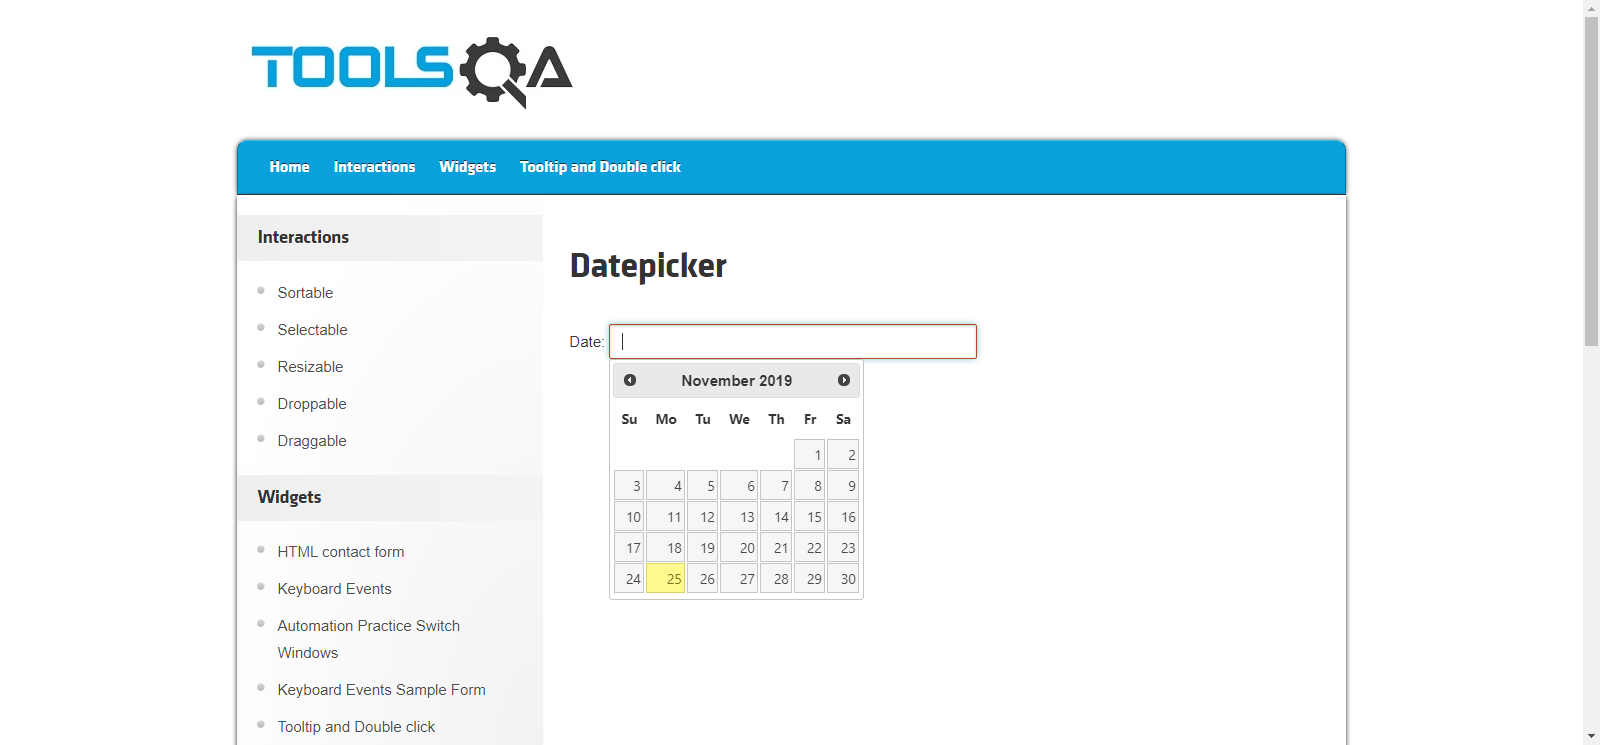 TOOLSQA
Home Interactions Widgets Tooltip and Double click
Interactions
Sortable
Selectable
Resizable
Droppable
Draggable
Widgets
HTML contact form
Keyboard Events
Automation Practice Switch
Windows
Keyboard Events Sample Form
Tooltip and Double click
Datepicker
Date:
November 2019
Su Mo Tu We Th Fr Sa
1 2
3 4 5 6 7 8 9
10 11 12 13 14 15 16
17 18 19 20 21 22 23
24 25 26 27 28 29 30